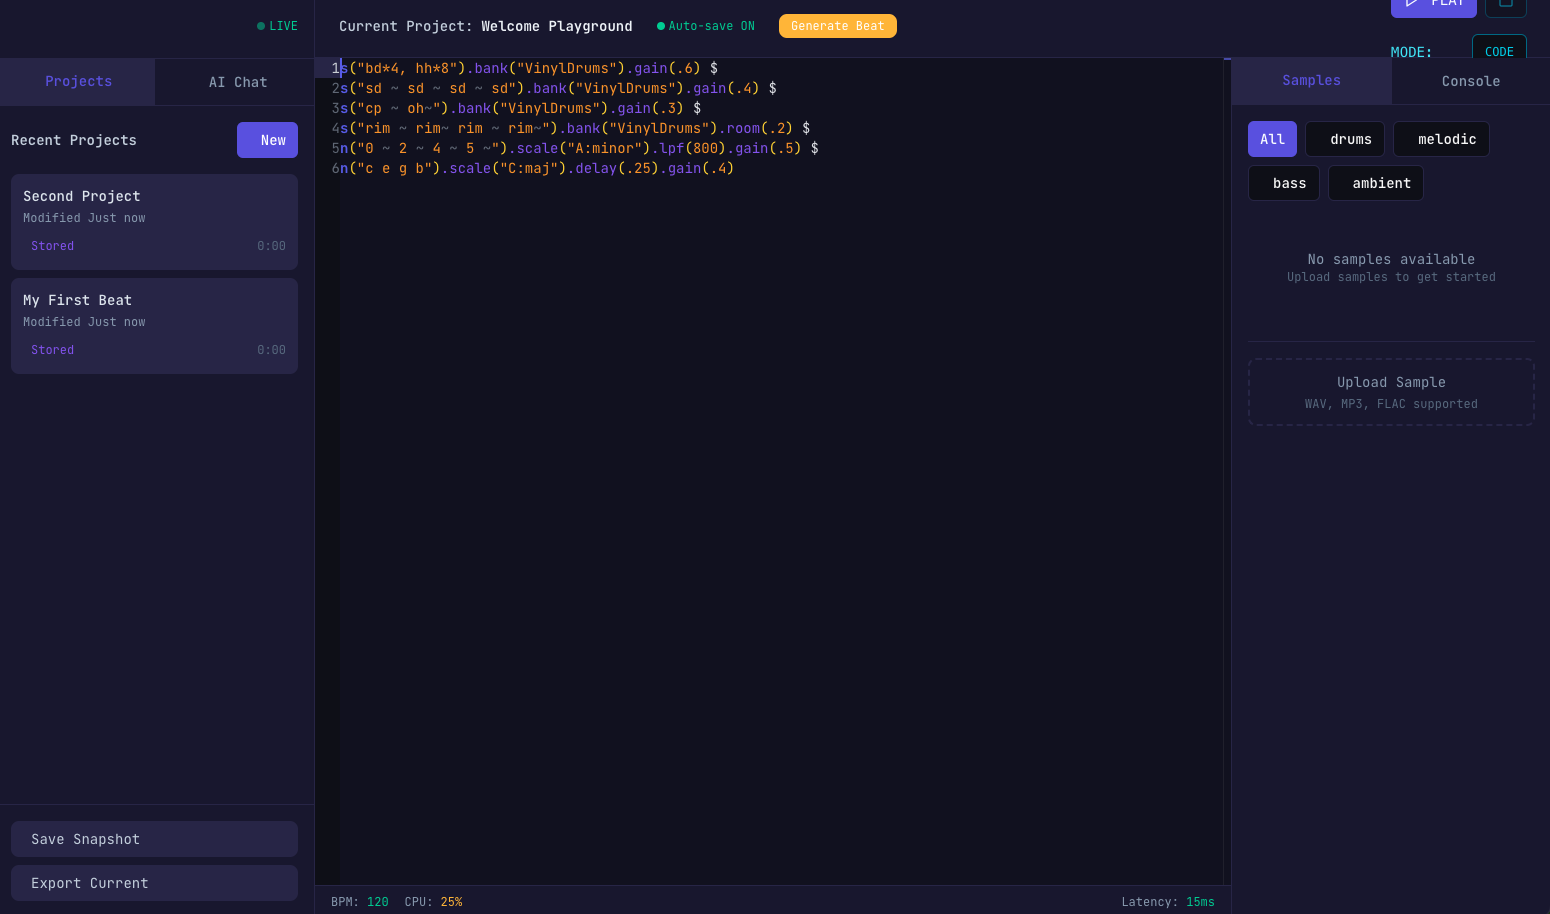 LIVE
Current Project: Welcome Playground
Auto-save ON
Generate Beat
PLAY
MODE:
CODE
Projects
AI Chat
Recent Projects
New
Second Project
Modified Just now
Stored
0:00
My First Beat
Modified Just now
Stored
0:00
Save Snapshot
Export Current
1s("bd*4, hh*8").bank("VinylDrums").gain(.6) $
2s("sd ~ sd ~ sd ~ sd").bank("VinylDrums").gain(.4) $
3s("cp ~ oh~").bank("VinylDrums").gain(.3) $
4s("rim ~ rim~ rim ~ rim~").bank("VinylDrums").room(.2) $
5n("0 ~ 2 ~ 4 ~ 5 ~").scale("A:minor").lpf(800).gain(.5) $
6n("c e g b").scale("C:maj").delay(.25).gain(.4)
BPM: 120
CPU: 25%
Latency: 15ms
Samples
Console
All
drums
melodic
bass
ambient
No samples available
Upload samples to get started
Upload Sample
WAV, MP3, FLAC supported